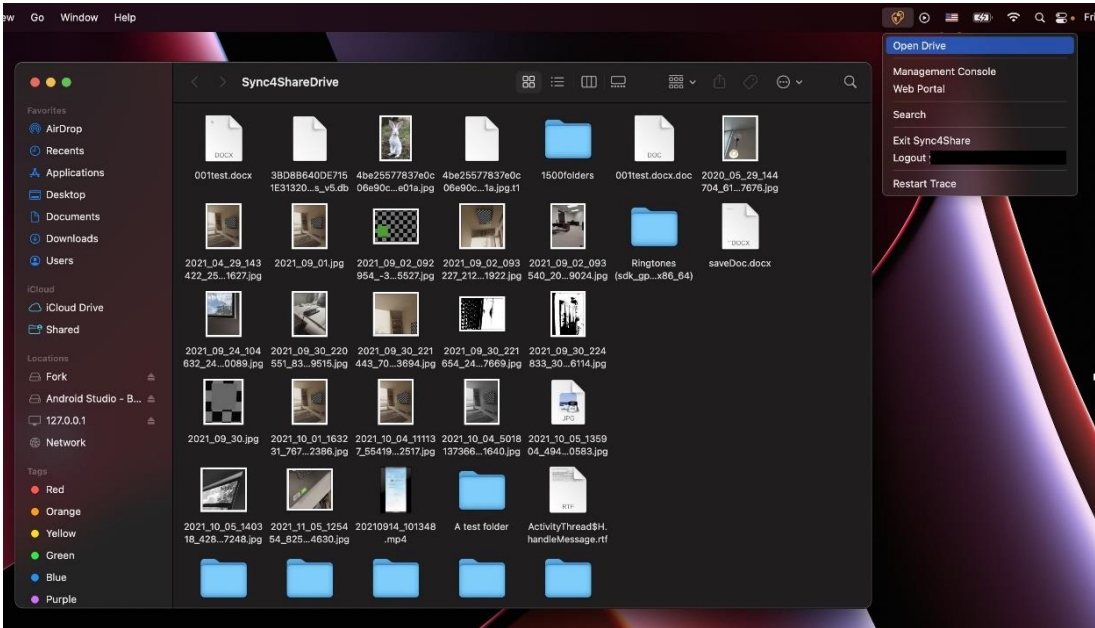 ew Go Window Help
Fri
Open Drive
Management Console
Web Portal
Search
Exit Sync4Share
Logout
Restart Trace
Sync4ShareDrive
Favorites
AirDrop
Recents
Applications
Desktop
Documents
Downloads
Users
iCloud
iCloud Drive
Shared
Locations
Fork
Android Studio - B...
127.0.0.1
Network
Tags
Red
Orange
Yellow
Green
Blue
Purple
DOCX
DOC
001test.docx 3BD8B640DE715 4be25577837e0c 4be25577837e0c 1500folders 001test.docx.doc 2020_05_29_144
1E31320...s_v5.db 06e90c...e01a.jpg 06e90c...1a.jpg.t1 704_61...7676.jpg
DOCX
2021_04_29_143 2021_09_01.jpg 2021_09_02_092 2021_09_02_093 2021_09_02_093 Ringtones saveDoc.docx
422_25...1627.jpg 954_-3...5527.jpg 227_212...1922.jpg 540_20...9024.jpg (sdk_gp...x86_64)
2021_09_24_104 2021_09_30_220 2021_09_30_221 2021_09_30_221 2021_09_30_224
632_24...0089.jpg 551_83...9515.jpg 443_70...3694.jpg 654_24...7669.jpg 833_30...6114.jpg
JPG
2021_09_30.jpg 2021_10_01_1632 2021_10_04_11113 2021_10_04_5018 2021_10_05_1359
31_767...2386.jpg 7_55419...2517.jpg 137366...1640.jpg 04_494...0583.jpg
RTF
2021_10_05_1403 2021_11_05_1254 20210914_101348 A test folder ActivityThread$H.
18_428...7248.jpg 54_825...4630.jpg .mp4 handleMessage.rtf